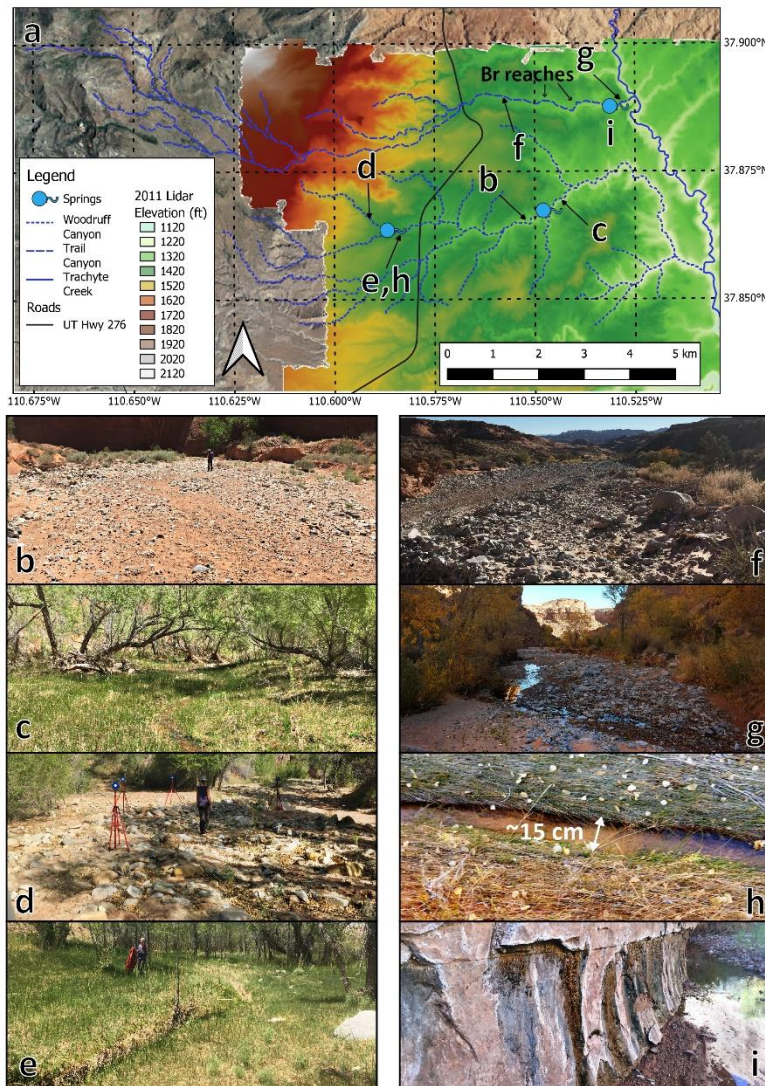 a
37.900°N
g
Br reaches
i
f
37.875°N
d
b
c
e,h
37.850°N
Legend
Springs
Woodruff
Canyon
Trail
Canyon
Trachyte
Creek
Roads
UT Hwy 276
2011 Lidar
Elevation (ft)
1120
1220
1320
1420
1520
1620
1720
1820
1920
2020
2120
0 1 2 3 4 5 km
110.675°W 110.650°W 110.625°W 110.600°W 110.575°W 110.550°W 110.525°W
b
f
c
g
d
~15 cm
h
e
i